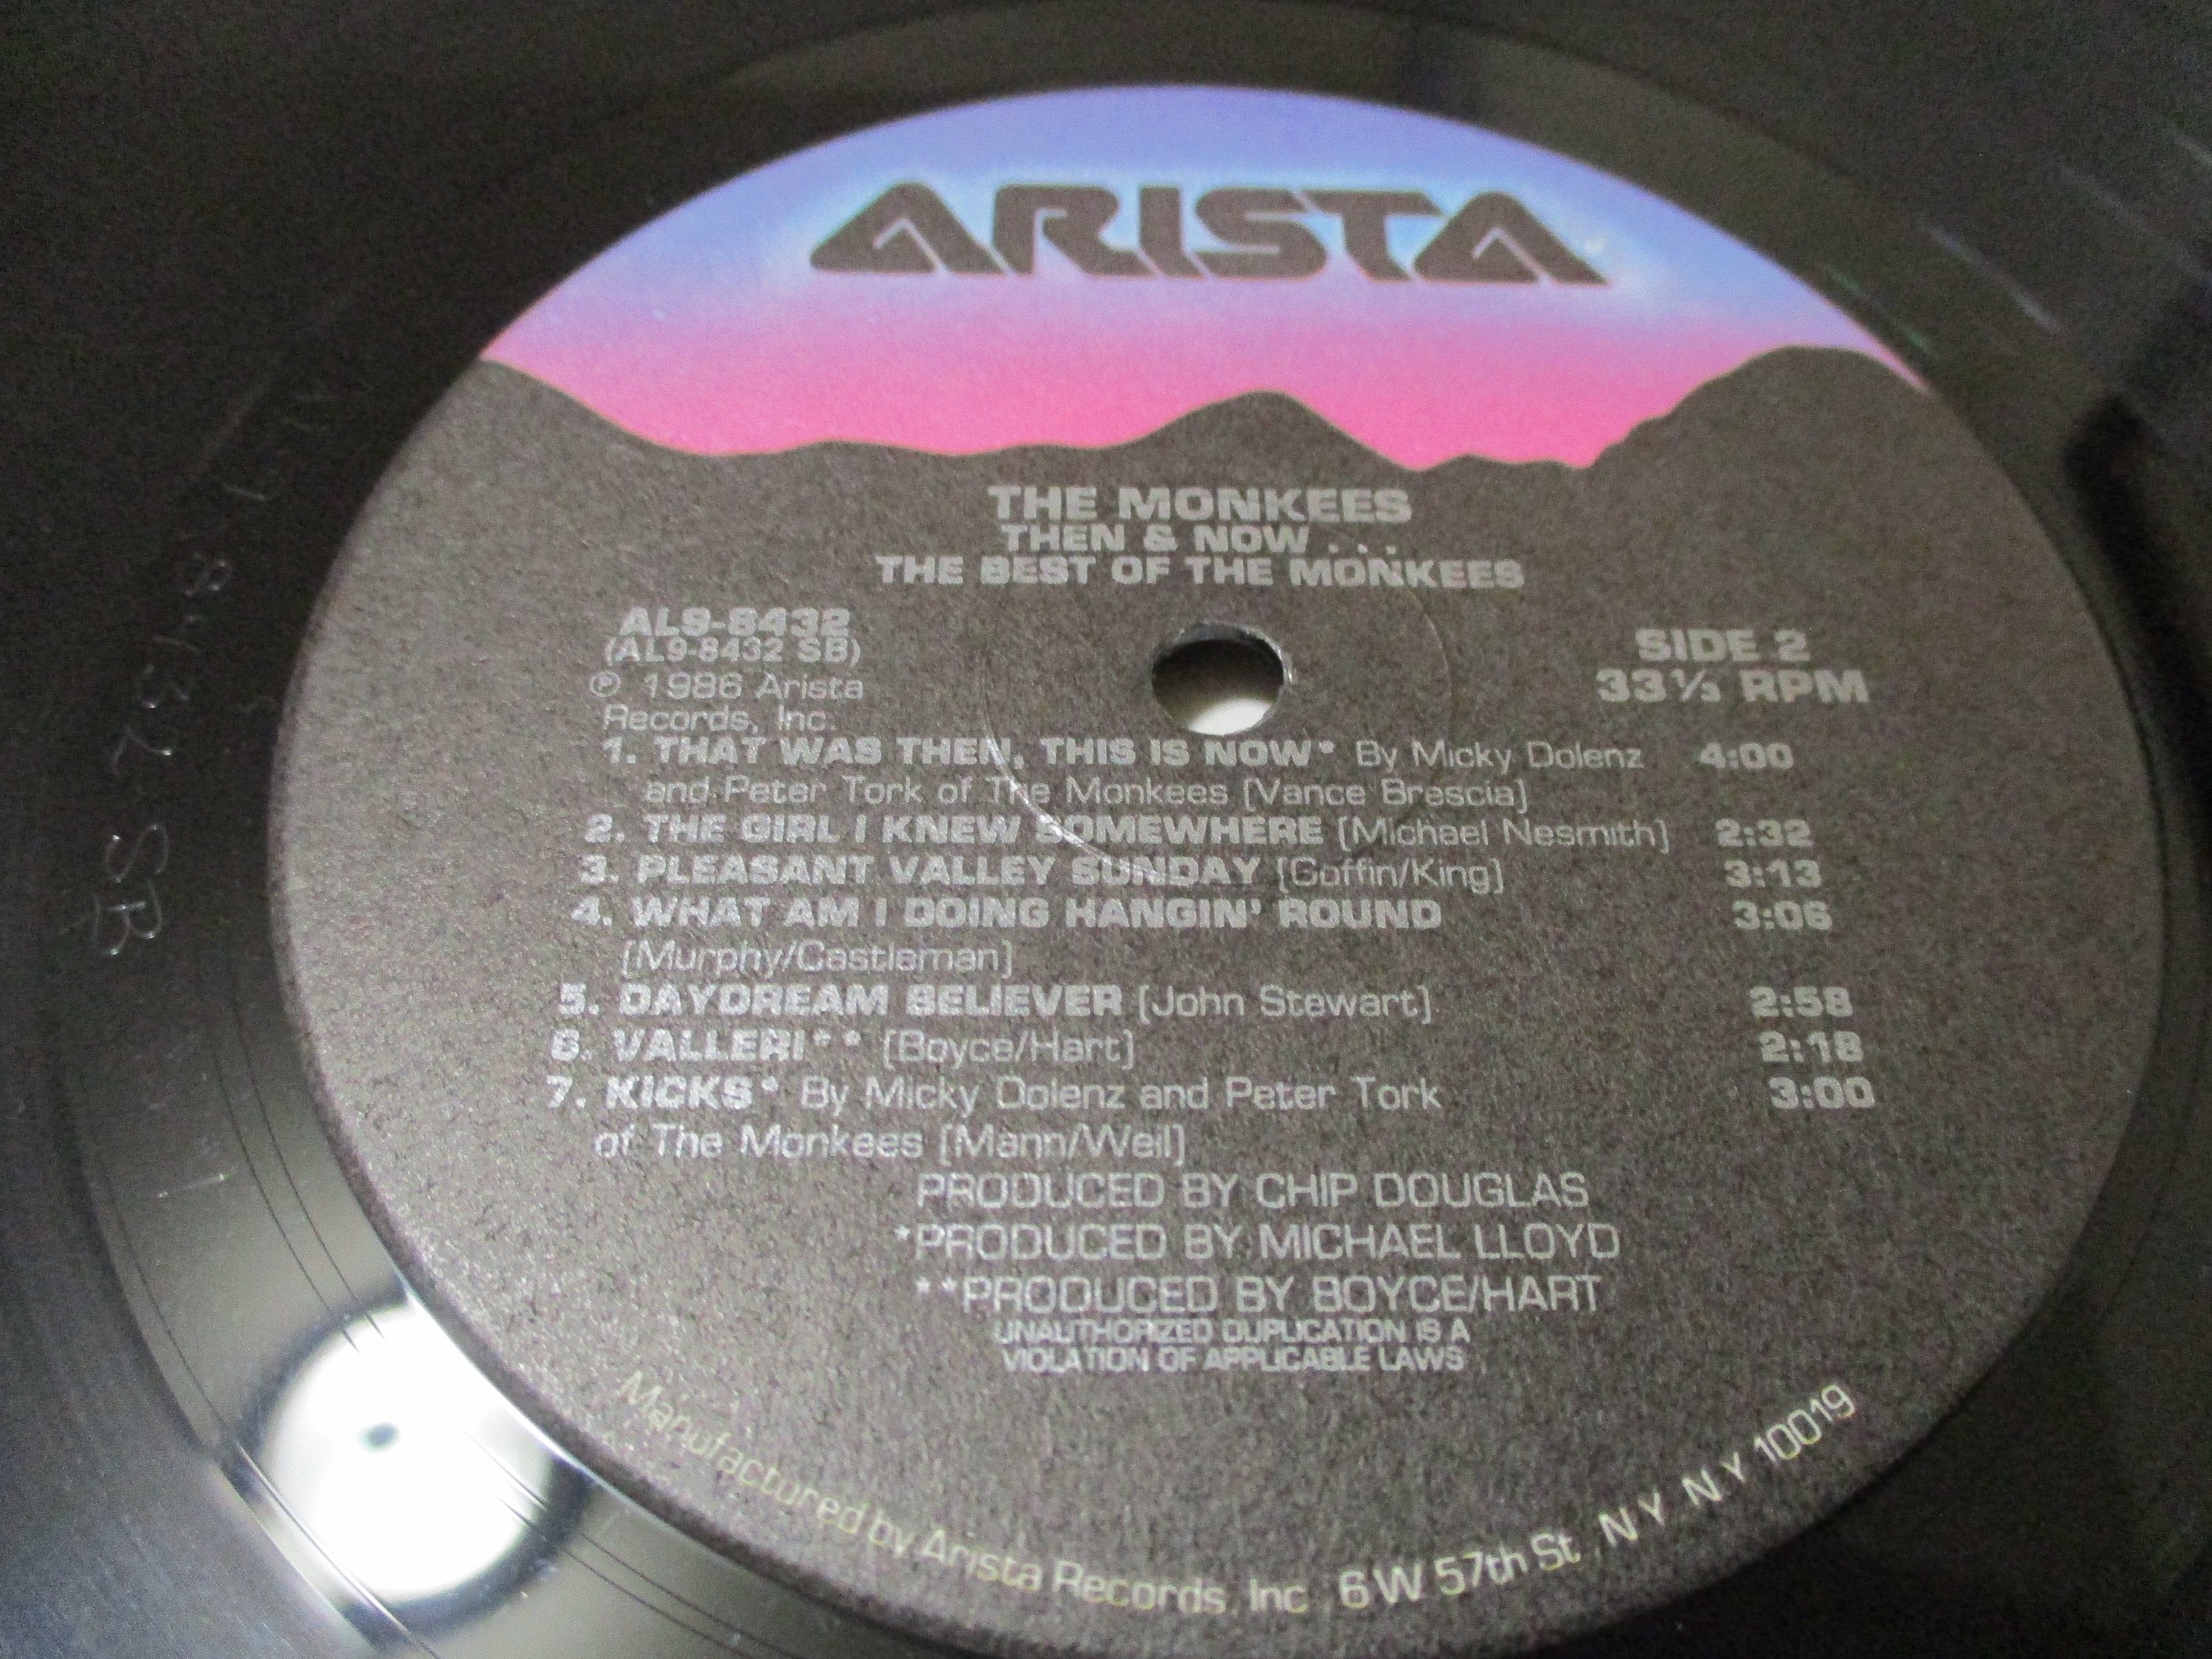 ARISTA
THE MONKEES
THEN & NOW . . .
THE BEST OF THE MONKEES
AL9-8432
(AL9-8432 SB)
℗ 1986 Arista
Records, Inc.
SIDE 2
33⅓ RPM
1. THAT WAS THEN, THIS IS NOW* By Micky Dolenz 4:00
and Peter Tork of The Monkees [Vance Brescia]
2. THE GIRL I KNEW SOMEWHERE [Michael Nesmith] 2:32
3. PLEASANT VALLEY SUNDAY [Goffin/King] 3:13
4. WHAT AM I DOING HANGIN' ROUND 3:06
[Murphy/Castleman]
5. DAYDREAM BELIEVER [John Stewart] 2:58
6. VALLERI** [Boyce/Hart] 2:18
7. KICKS* By Micky Dolenz and Peter Tork 3:00
of The Monkees [Mann/Weil]
PRODUCED BY CHIP DOUGLAS
*PRODUCED BY MICHAEL LLOYD
**PRODUCED BY BOYCE/HART
UNAUTHORIZED DUPLICATION IS A
VIOLATION OF APPLICABLE LAWS
Manufactured by Arista Records, Inc., 6 W 57th St., N Y N Y 10019